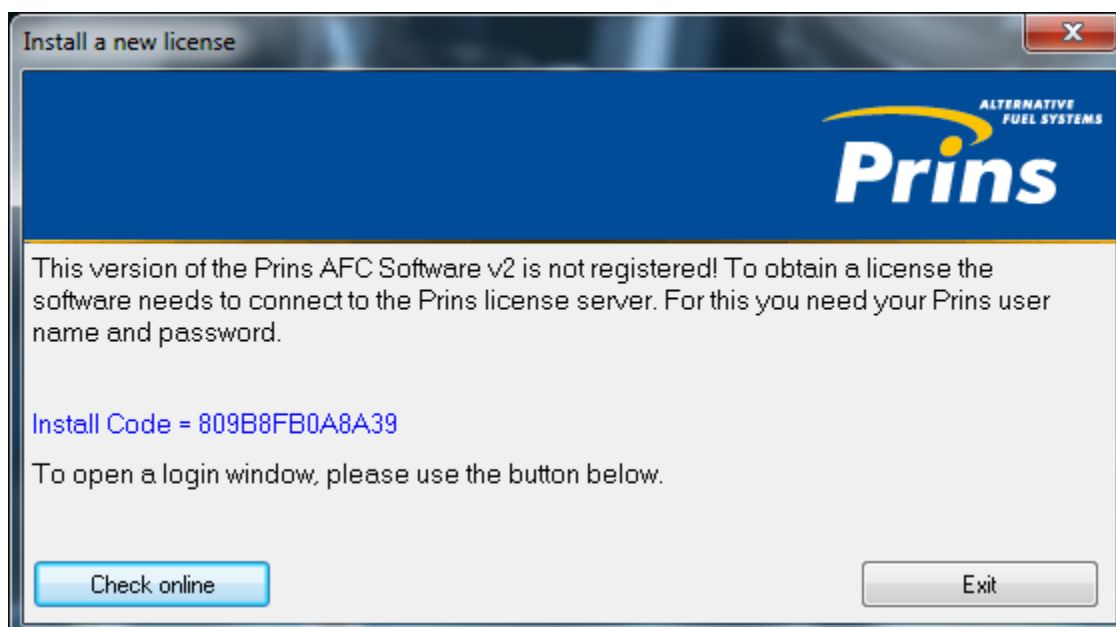 Install a new license
ALTERNATIVE
FUEL SYSTEMS
Prins
This version of the Prins AFC Software v2 is not registered! To obtain a license the
software needs to connect to the Prins license server. For this you need your Prins user
name and password.
Install Code = 809B8FB0A8A39
To open a login window, please use the button below.
Check online
Exit